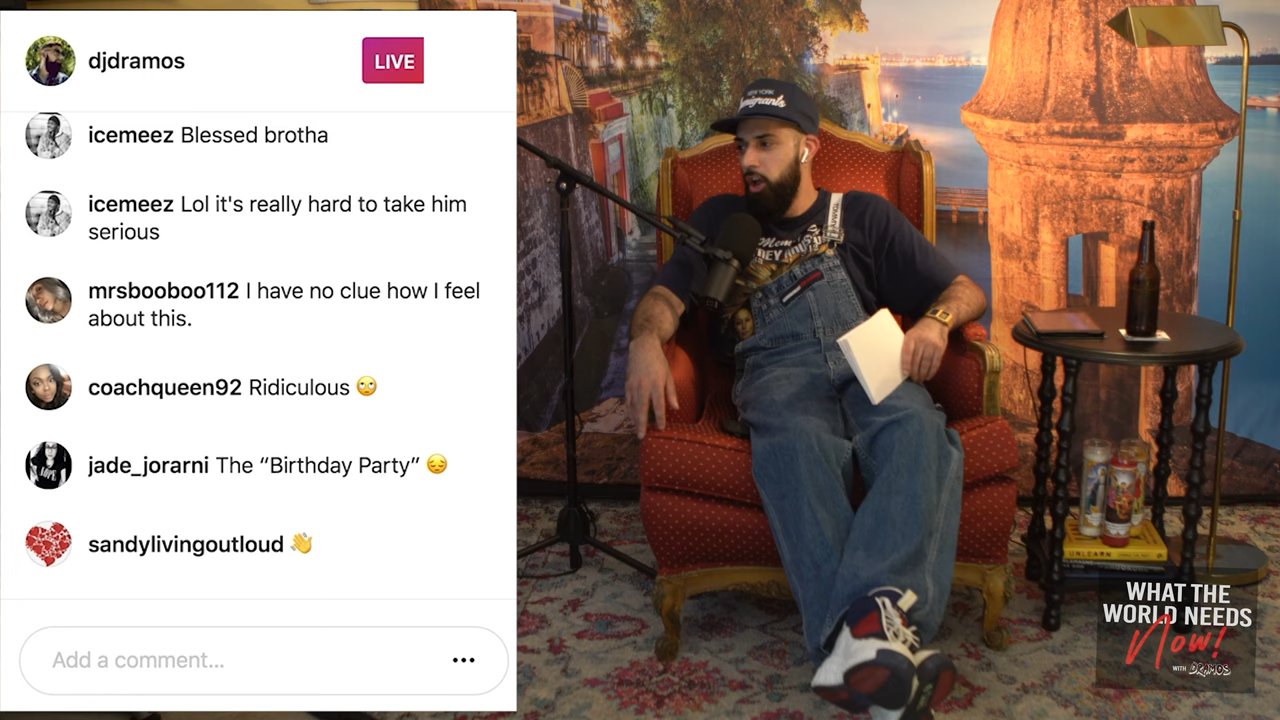 djdramos
LIVE
icemeez Blessed brotha
icemeez Lol it's really hard to take him
serious
mrsbooboo112 I have no clue how I feel
about this.
coachqueen92 Ridiculous 🙄
jade_jorarni The “Birthday Party” 😔
sandylivingoutloud 👋
Add a comment...
NEW YORK
UNLEARN
WHAT THE
WORLD NEEDS
Now!
WITH DRAMOS